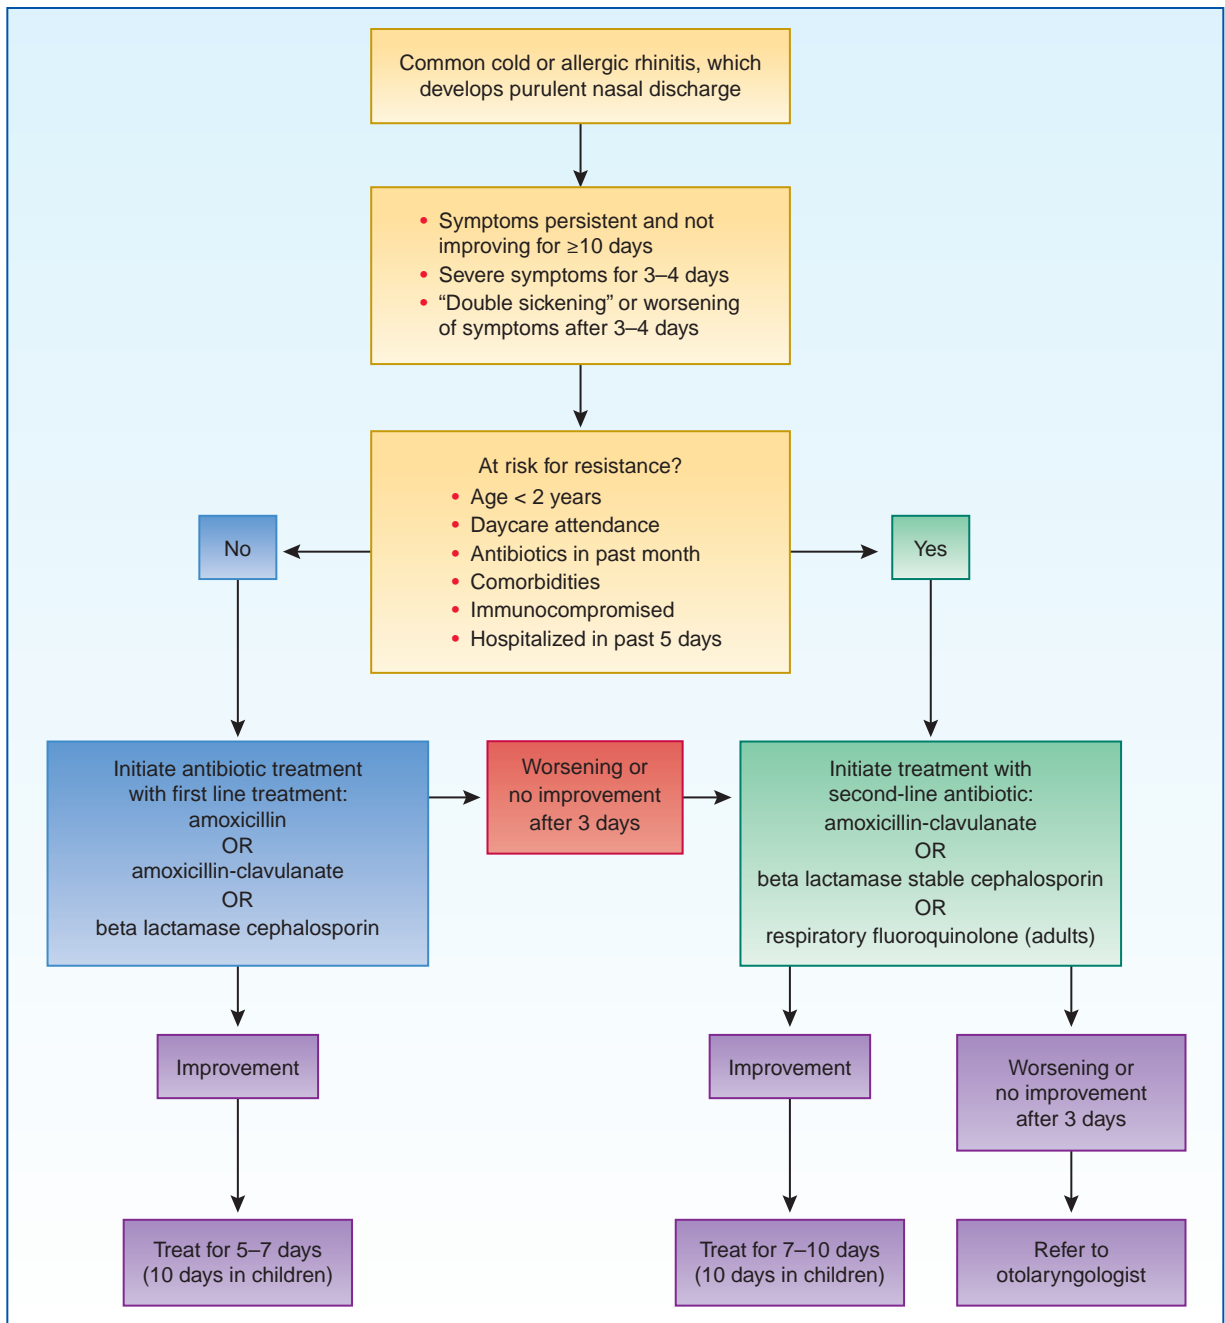 Common cold or allergic rhinitis, which
develops purulent nasal discharge
• Symptoms persistent and not
improving for ≥10 days
• Severe symptoms for 3–4 days
• “Double sickening” or worsening
of symptoms after 3–4 days
At risk for resistance?
• Age < 2 years
• Daycare attendance
• Antibiotics in past month
• Comorbidities
• Immunocompromised
• Hospitalized in past 5 days
No
Yes
Initiate antibiotic treatment
with first line treatment:
amoxicillin
OR
amoxicillin-clavulanate
OR
beta lactamase cephalosporin
Worsening or
no improvement
after 3 days
Initiate treatment with
second-line antibiotic:
amoxicillin-clavulanate
OR
beta lactamase stable cephalosporin
OR
respiratory fluoroquinolone (adults)
Improvement
Improvement
Worsening or
no improvement
after 3 days
Treat for 5–7 days
(10 days in children)
Treat for 7–10 days
(10 days in children)
Refer to
otolaryngologist